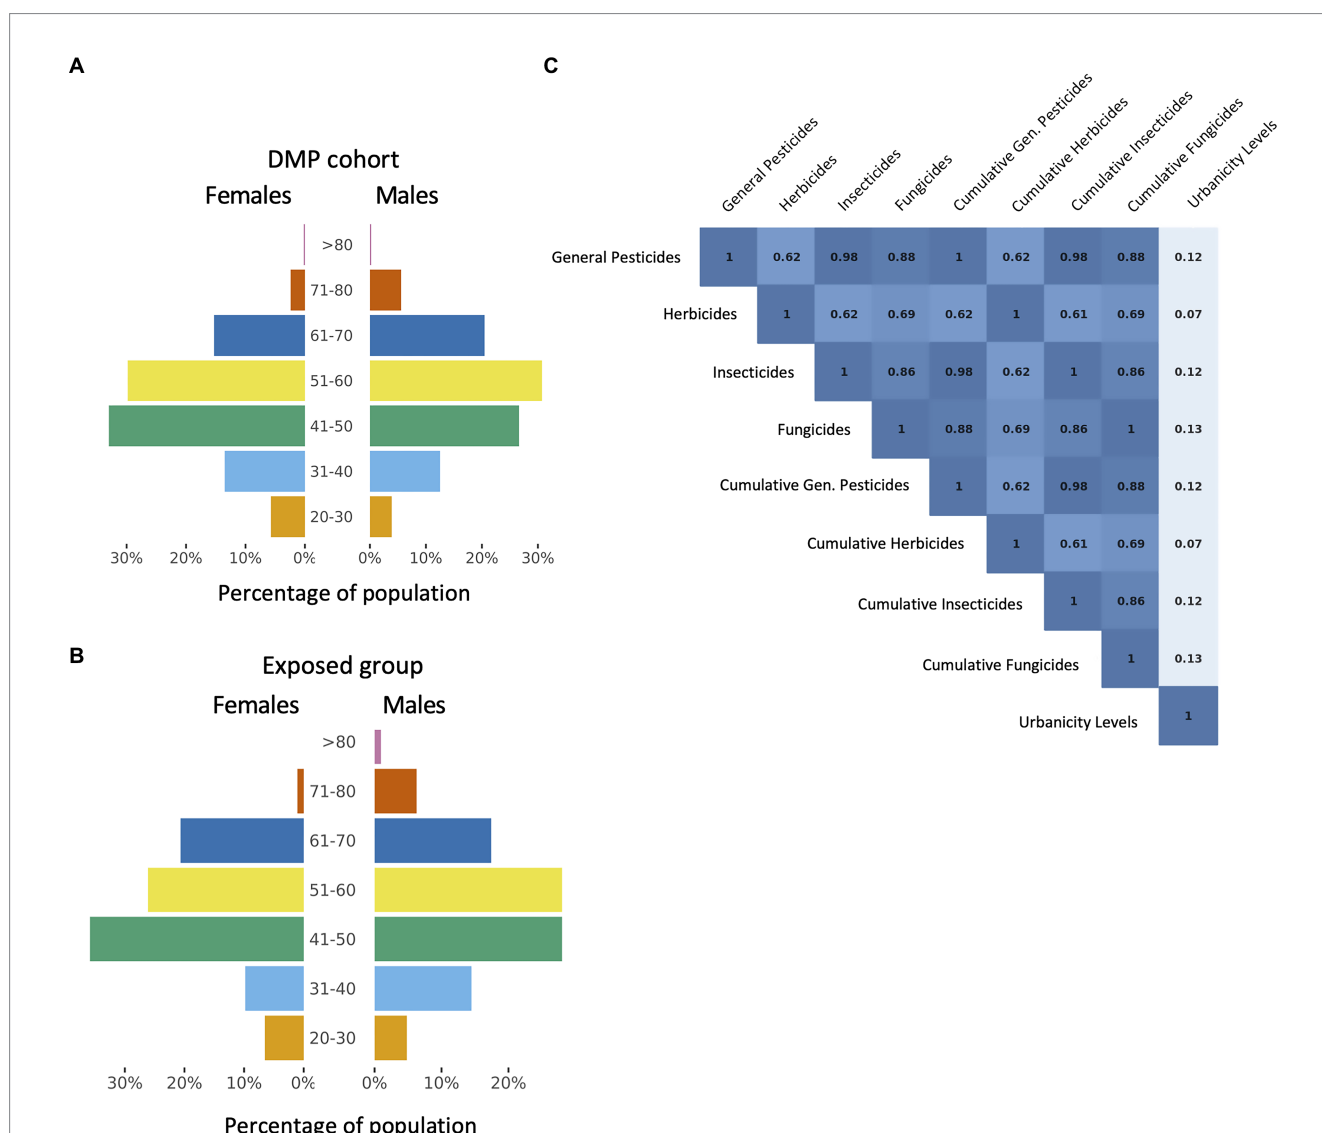 A
DMP cohort
Females Males
>80
71-80
61-70
51-60
41-50
31-40
20-30
30% 20% 10% 0% 0% 10% 20% 30%
Percentage of population
B
Exposed group
Females Males
>80
71-80
61-70
51-60
41-50
31-40
20-30
30% 20% 10% 0% 0% 10% 20%
Percentage of population
C
General Pesticides
Herbicides
Insecticides
Fungicides
Cumulative Gen. Pesticides
Cumulative Herbicides
Cumulative Insecticides
Cumulative Fungicides
Urbanicity Levels
General Pesticides 1 0.62 0.98 0.88 1 0.62 0.98 0.88 0.12
Herbicides 1 0.62 0.69 0.62 1 0.61 0.69 0.07
Insecticides 1 0.86 0.98 0.62 1 0.86 0.12
Fungicides 1 0.88 0.69 0.86 1 0.13
Cumulative Gen. Pesticides 1 0.62 0.98 0.88 0.12
Cumulative Herbicides 1 0.61 0.69 0.07
Cumulative Insecticides 1 0.86 0.12
Cumulative Fungicides 1 0.13
Urbanicity Levels 1